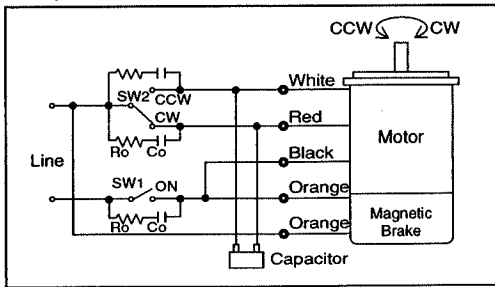 CCW CW
White
SW2 CCW
CW
Red
Motor
Ro Co
Black
Line
SW1 ON
Orange
Magnetic
Brake
Ro Co
Orange
Capacitor